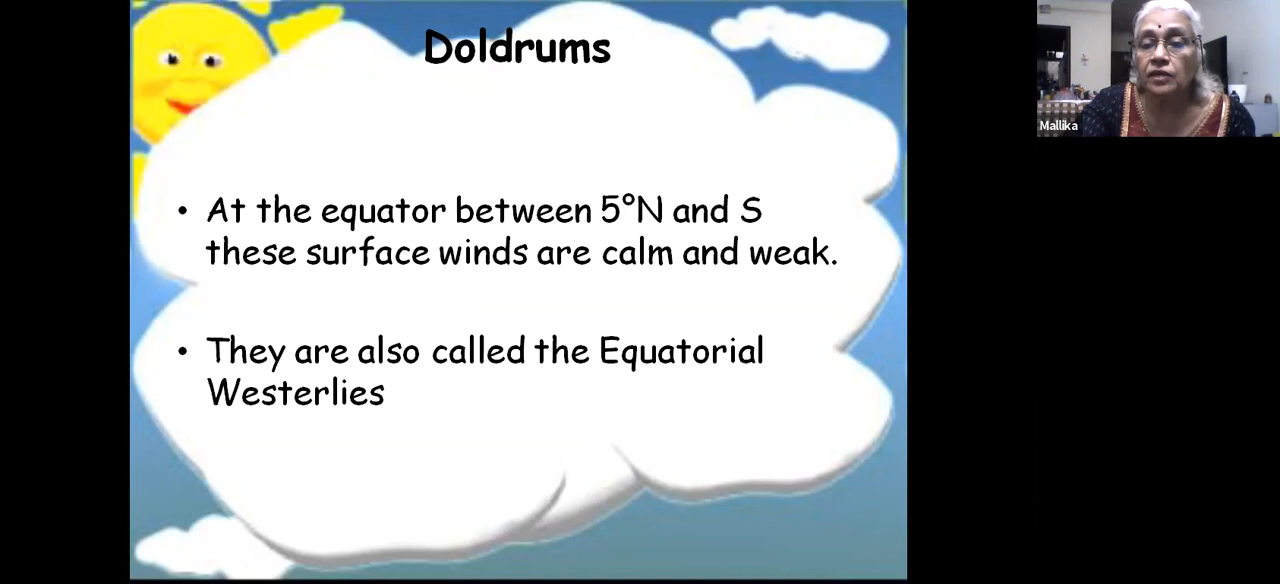 Doldrums
• At the equator between 5°N and S
these surface winds are calm and weak.
• They are also called the Equatorial
Westerlies
Mallika